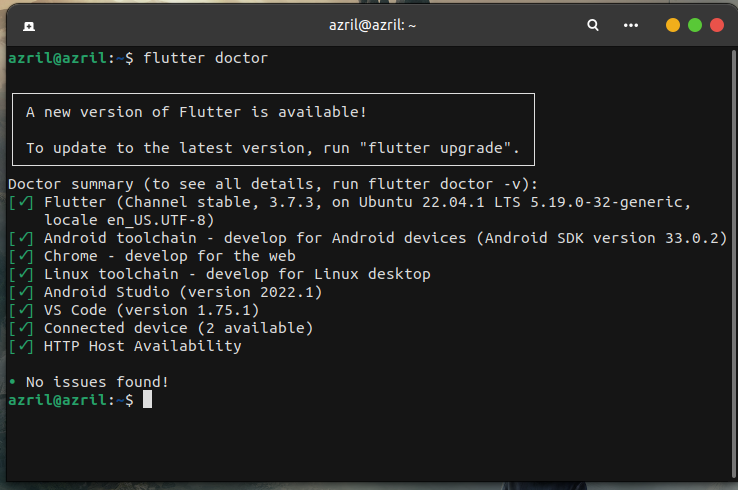 azril@azril: ~
azril@azril:~$ flutter doctor
A new version of Flutter is available!
To update to the latest version, run "flutter upgrade".
Doctor summary (to see all details, run flutter doctor -v):
[✓] Flutter (Channel stable, 3.7.3, on Ubuntu 22.04.1 LTS 5.19.0-32-generic,
locale en_US.UTF-8)
[✓] Android toolchain - develop for Android devices (Android SDK version 33.0.2)
[✓] Chrome - develop for the web
[✓] Linux toolchain - develop for Linux desktop
[✓] Android Studio (version 2022.1)
[✓] VS Code (version 1.75.1)
[✓] Connected device (2 available)
[✓] HTTP Host Availability
• No issues found!
azril@azril:~$